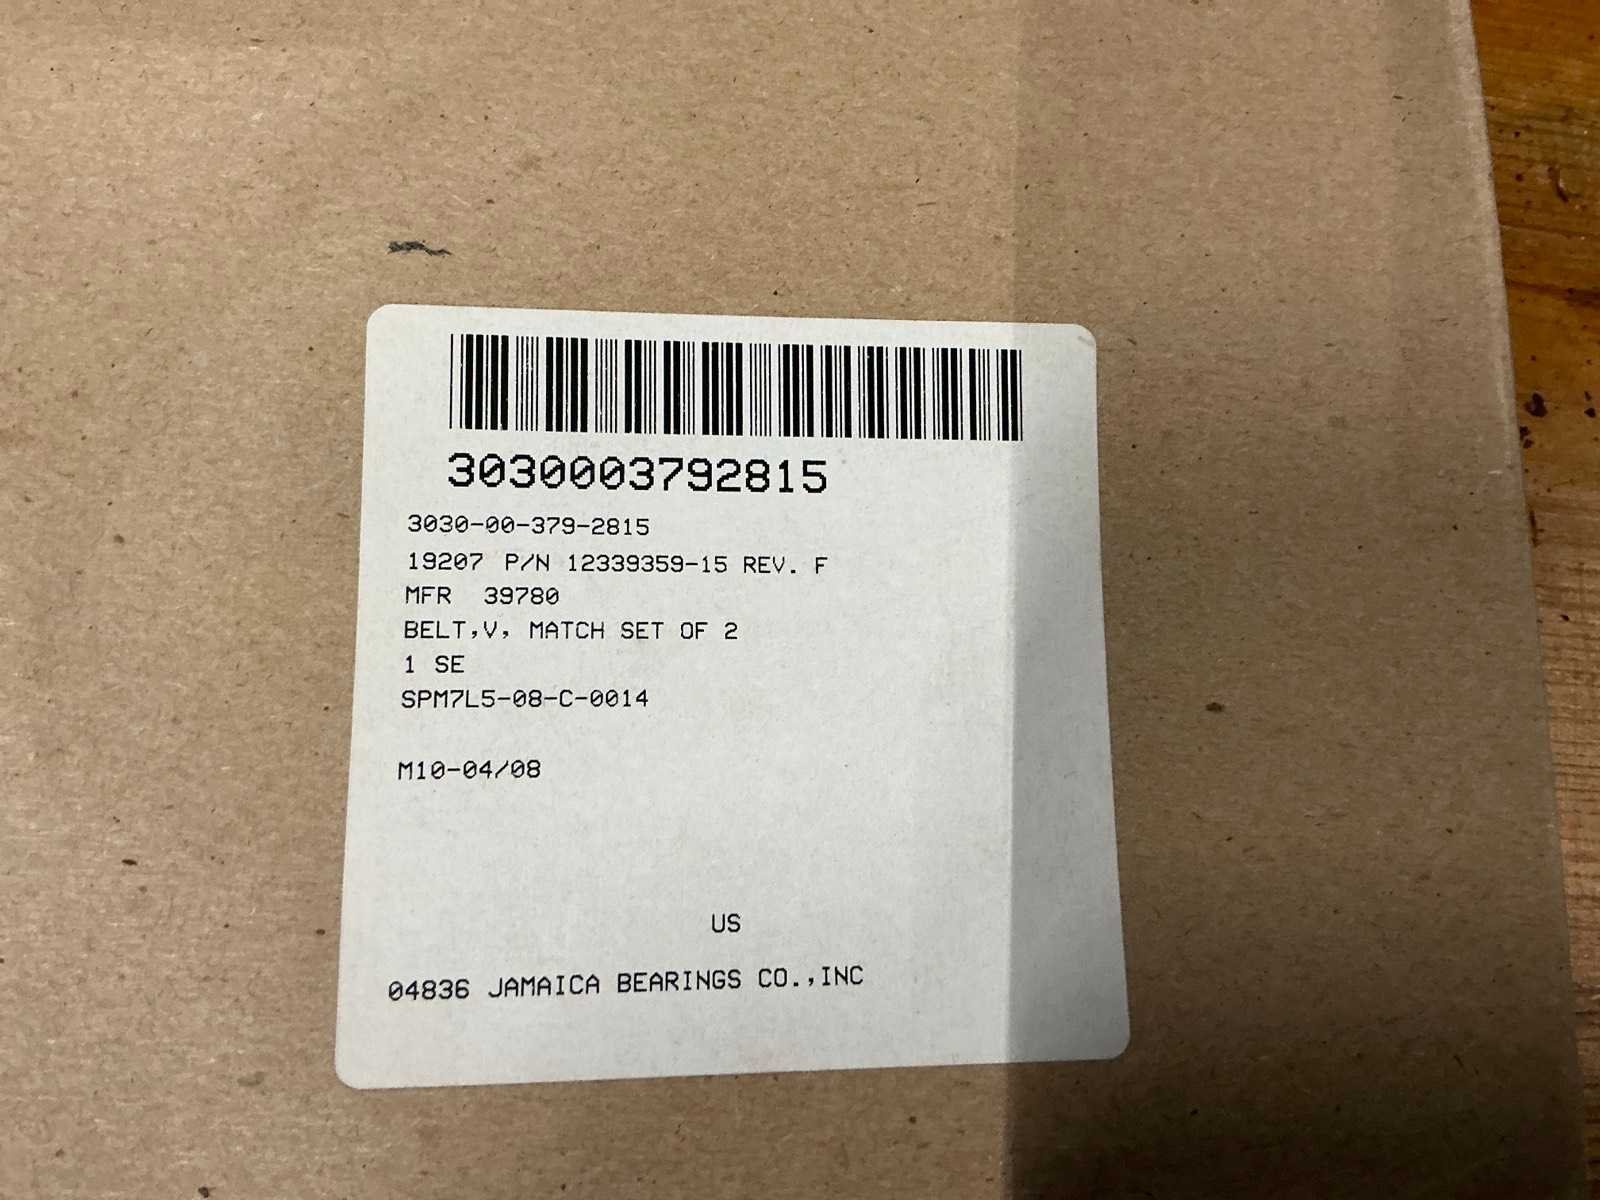 3030003792815
3030-00-379-2815
19207 P/N 12339359-15 REV. F
MFR 39780
BELT,V, MATCH SET OF 2
1 SE
SPM7L5-08-C-0014
M10-04/08
US
04836 JAMAICA BEARINGS CO.,INC